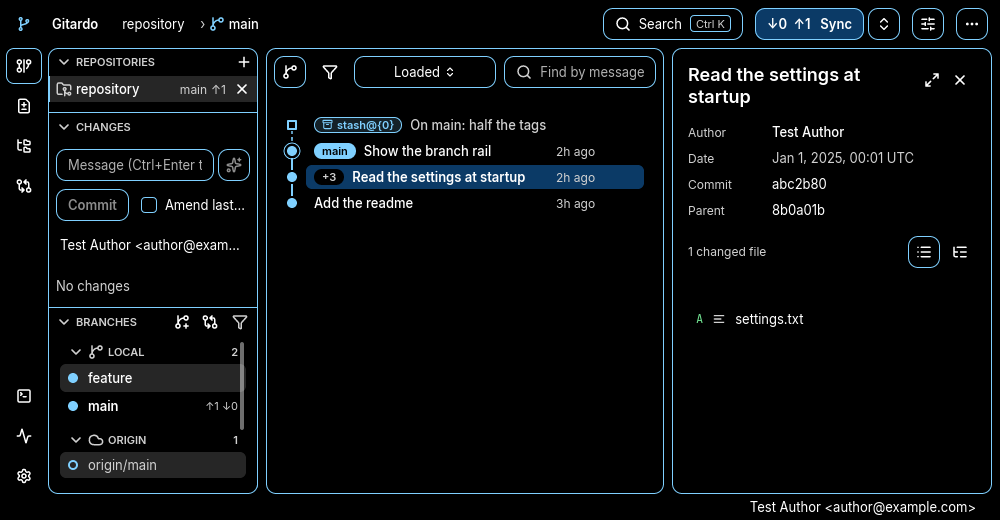 Gitardo
repository
main
Search
Ctrl K
↓0 ↑1 Sync
REPOSITORIES
repository
main ↑1
CHANGES
Message (Ctrl+Enter t
Commit
Amend last...
Test Author <author@exam...
No changes
BRANCHES
LOCAL
2
feature
main
↑1 ↓0
ORIGIN
1
origin/main
Loaded
Find by message
stash@{0}
On main: half the tags
main
Show the branch rail
2h ago
+3
Read the settings at startup
2h ago
Add the readme
3h ago
Read the settings at
startup
Author
Test Author
Date
Jan 1, 2025, 00:01 UTC
Commit
abc2b80
Parent
8b0a01b
1 changed file
A
settings.txt
Test Author <author@example.com>